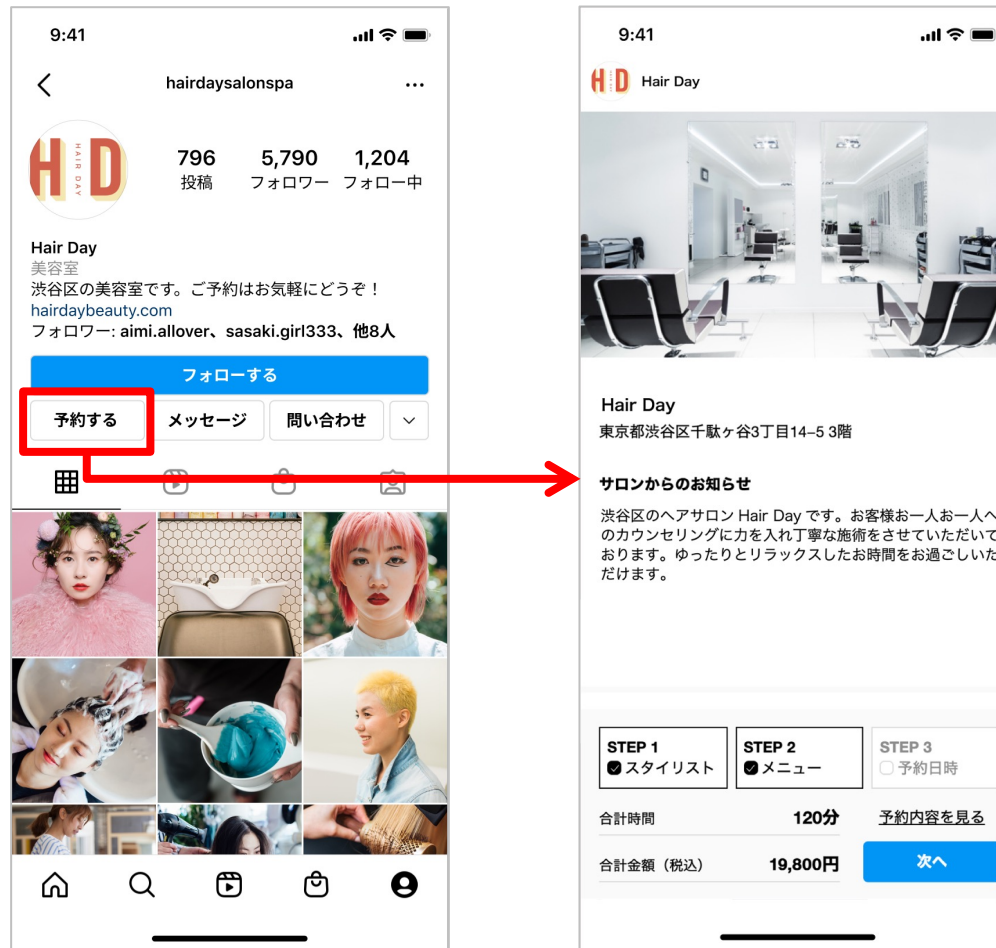 9:41
hairdaysalonspa
H HAIR DAY D
796 5,790 1,204
投稿 フォロワー フォロー中
Hair Day
美容室
渋谷区の美容室です。ご予約はお気軽にどうぞ！
hairdaybeauty.com
フォロワー: aimi.allover、sasaki.girl333、他8人
フォローする
予約する メッセージ 問い合わせ
9:41
H D Hair Day
Hair Day
東京都渋谷区千駄ヶ谷3丁目14–5 3階
サロンからのお知らせ
渋谷区のヘアサロン Hair Day です。お客様お一人お一人へ
のカウンセリングに力を入れ丁寧な施術をさせていただいて
おります。ゆったりとリラックスしたお時間をお過ごしいた
だけます。
STEP 1 STEP 2 STEP 3
スタイリスト メニュー 予約日時
合計時間 120分 予約内容を見る
合計金額（税込） 19,800円 次へ